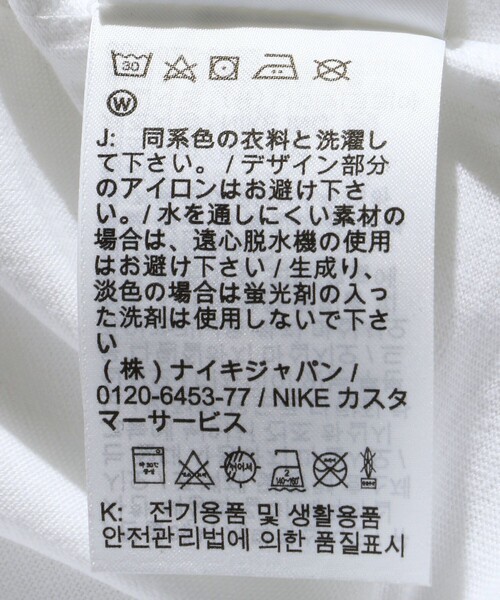 30
W
J: 同系色の衣料と洗濯し
て下さい。 / デザイン部分
のアイロンはお避け下さ
い。/ 水を通しにくい素材の
場合は、遠心脱水機の使用
はお避け下さい / 生成り、
淡色の場合は蛍光剤の入っ
た洗剤は使用しないで下さ
い
(株) ナイキジャパン /
0120-6453-77 / NIKE カスタ
マーサービス
K: 전기용품 및 생활용품
안전관리법에 의한 품질표시